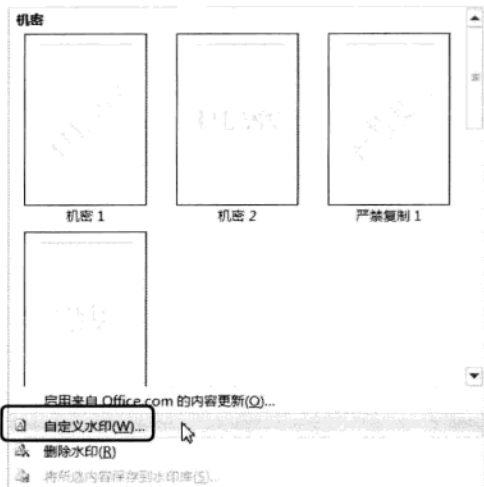 机密
机密 1
机密 2
严禁复制 1
启用来自 Office.com 的内容更新(O)...
自定义水印(W)...
删除水印(R)
将所选内容保存到水印库(S)...